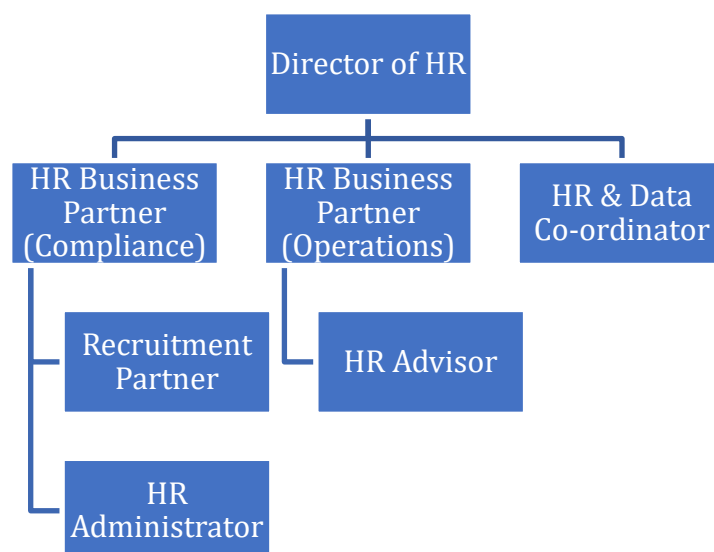 Director of HR
HR Business
Partner
(Compliance)
HR Business
Partner
(Operations)
HR & Data
Co-ordinator
Recruitment
Partner
HR Advisor
HR
Administrator